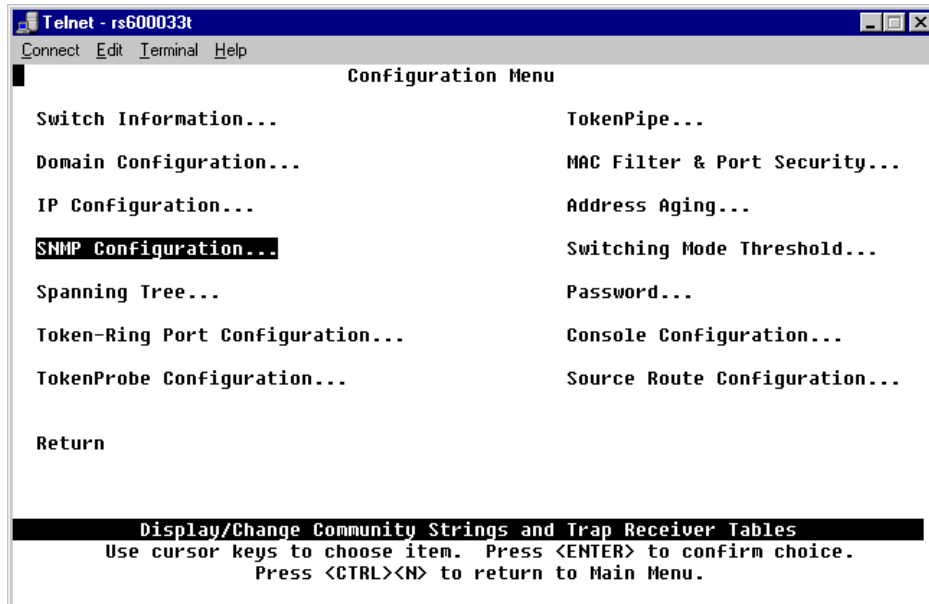 Telnet - rs600033t
Connect Edit Terminal Help
Configuration Menu
Switch Information... TokenPipe...
Domain Configuration... MAC Filter & Port Security...
IP Configuration... Address Aging...
SNMP Configuration... Switching Mode Threshold...
Spanning Tree... Password...
Token-Ring Port Configuration... Console Configuration...
TokenProbe Configuration... Source Route Configuration...
Return
Display/Change Community Strings and Trap Receiver Tables
Use cursor keys to choose item. Press <ENTER> to confirm choice.
Press <CTRL><N> to return to Main Menu.